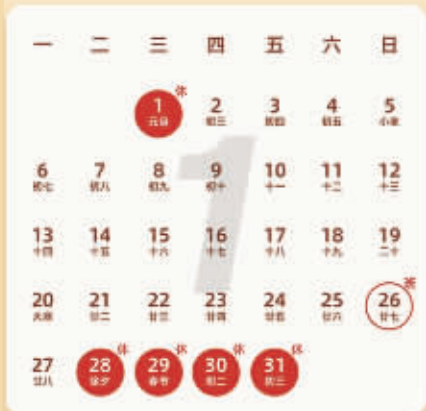 一 二 三 四 五 六 日
休
1 2 3 4 5
元旦 初三 初四 初五 小寒
6 7 8 9 10 11 12
初七 初八 初九 初十 十一 十二 十三
1
13 14 15 16 17 18 19
十四 十五 十六 十七 十八 十九 二十
20 21 22 23 24 25 26
大寒 廿二 廿三 廿四 廿五 廿六 廿七
休 休 休 休
27 28 29 30 31
廿八 除夕 春节 初二 初三